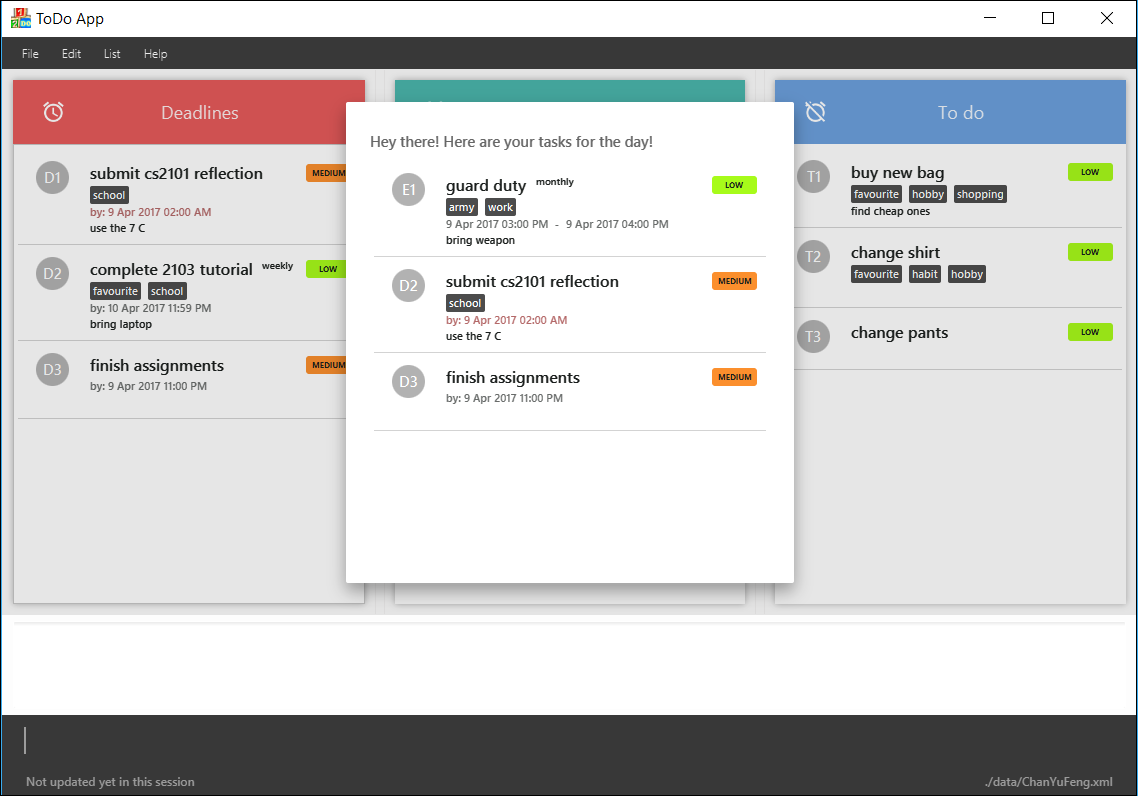 ToDo App
File Edit List Help
Deadlines
D1 submit cs2101 reflection MEDIUM
school
by: 9 Apr 2017 02:00 AM
use the 7 C
D2 complete 2103 tutorial weekly LOW
favourite school
by: 10 Apr 2017 11:59 PM
bring laptop
D3 finish assignments MEDIUM
by: 9 Apr 2017 11:00 PM
Hey there! Here are your tasks for the day!
E1 guard duty monthly LOW
army work
9 Apr 2017 03:00 PM - 9 Apr 2017 04:00 PM
bring weapon
D2 submit cs2101 reflection MEDIUM
school
by: 9 Apr 2017 02:00 AM
use the 7 C
D3 finish assignments MEDIUM
by: 9 Apr 2017 11:00 PM
To do
T1 buy new bag LOW
favourite hobby shopping
find cheap ones
T2 change shirt LOW
favourite habit hobby
T3 change pants LOW
Not updated yet in this session
./data/ChanYuFeng.xml